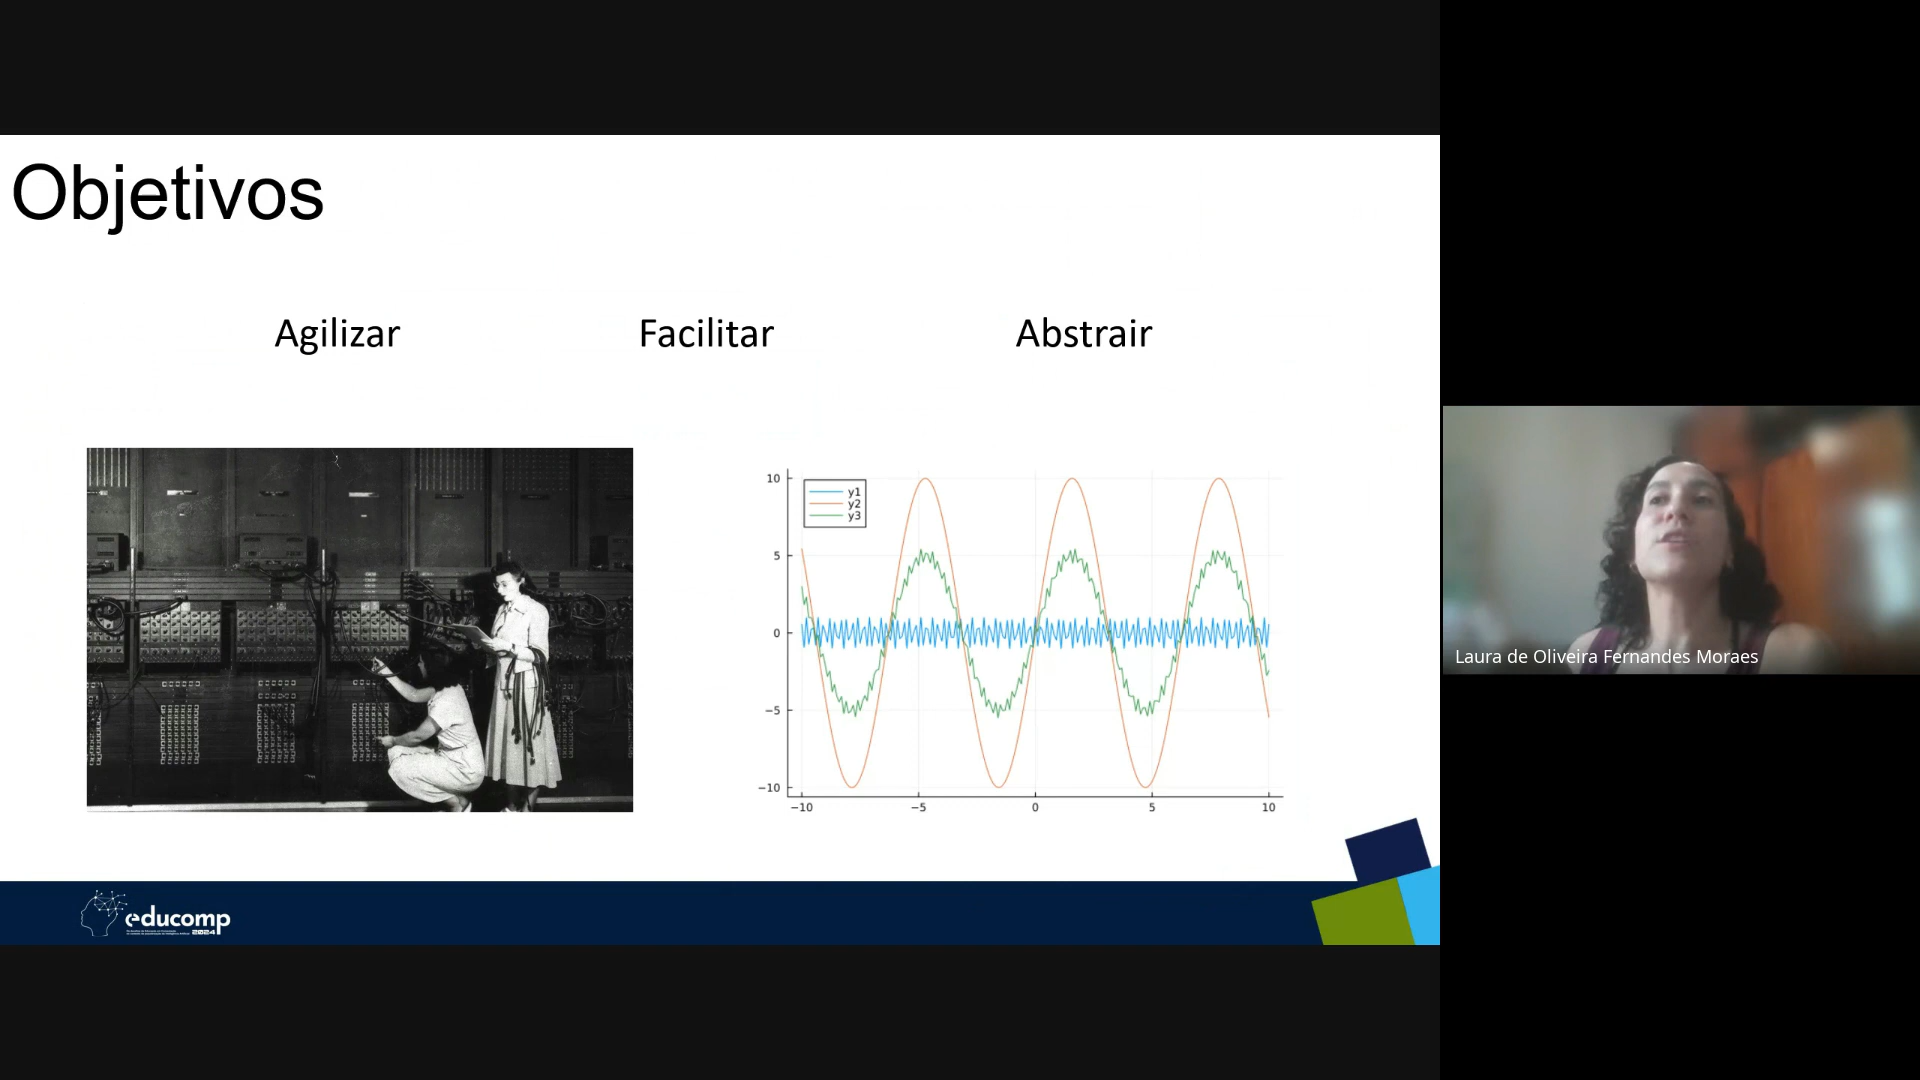 Objetivos
Agilizar Facilitar Abstrair
10
5
0
−5
−10
y1
y2
y3
−10 −5 0 5 10
Laura de Oliveira Fernandes Moraes
educomp
2024